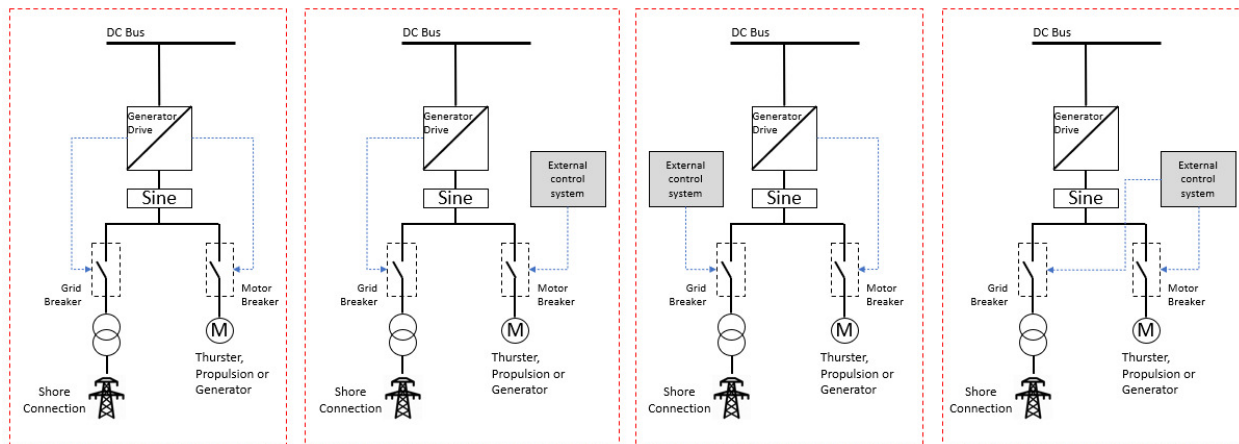 DC Bus
Generator
Drive
Sine
Grid
Breaker
Motor
Breaker
M
Thurster,
Propulsion or
Generator
Shore
Connection
DC Bus
Generator
Drive
External
control
system
Sine
Grid
Breaker
Motor
Breaker
M
Thurster,
Propulsion or
Generator
Shore
Connection
DC Bus
Generator
Drive
External
control
system
Sine
Grid
Breaker
Motor
Breaker
M
Thurster,
Propulsion or
Generator
Shore
Connection
DC Bus
Generator
Drive
External
control
system
Sine
Grid
Breaker
Motor
Breaker
M
Thurster,
Propulsion or
Generator
Shore
Connection